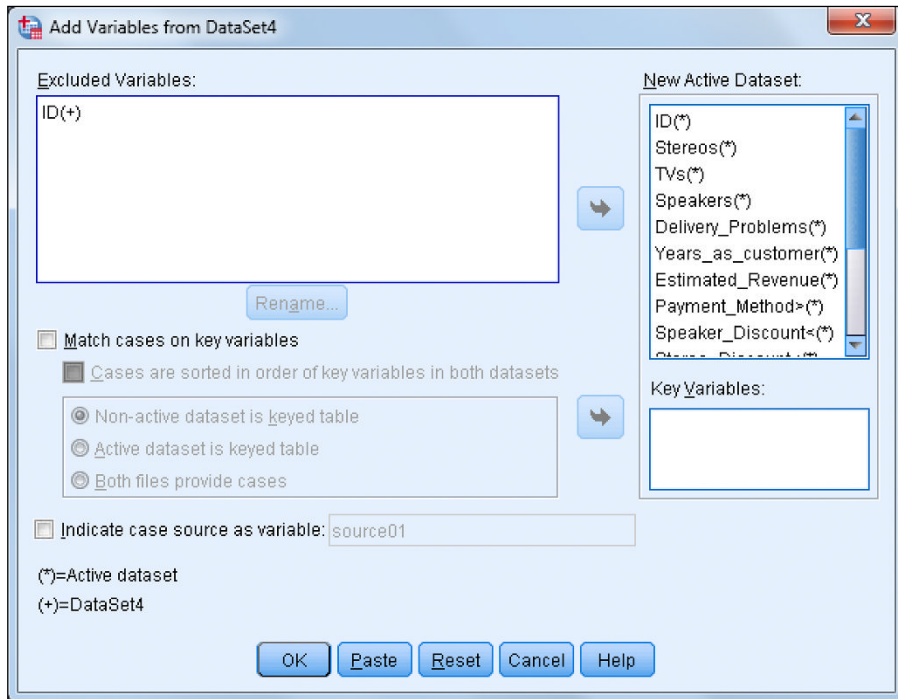 Add Variables from DataSet4
Excluded Variables:
ID(+)
Rename...
New Active Dataset:
ID(*)
Stereos(*)
TVs(*)
Speakers(*)
Delivery_Problems(*)
Years_as_customer(*)
Estimated_Revenue(*)
Payment_Method>(*)
Speaker_Discount<(*)
Match cases on key variables
Cases are sorted in order of key variables in both datasets
Non-active dataset is keyed table
Active dataset is keyed table
Both files provide cases
Key Variables:
Indicate case source as variable: source01
(*)=Active dataset
(+)=DataSet4
OK Paste Reset Cancel Help